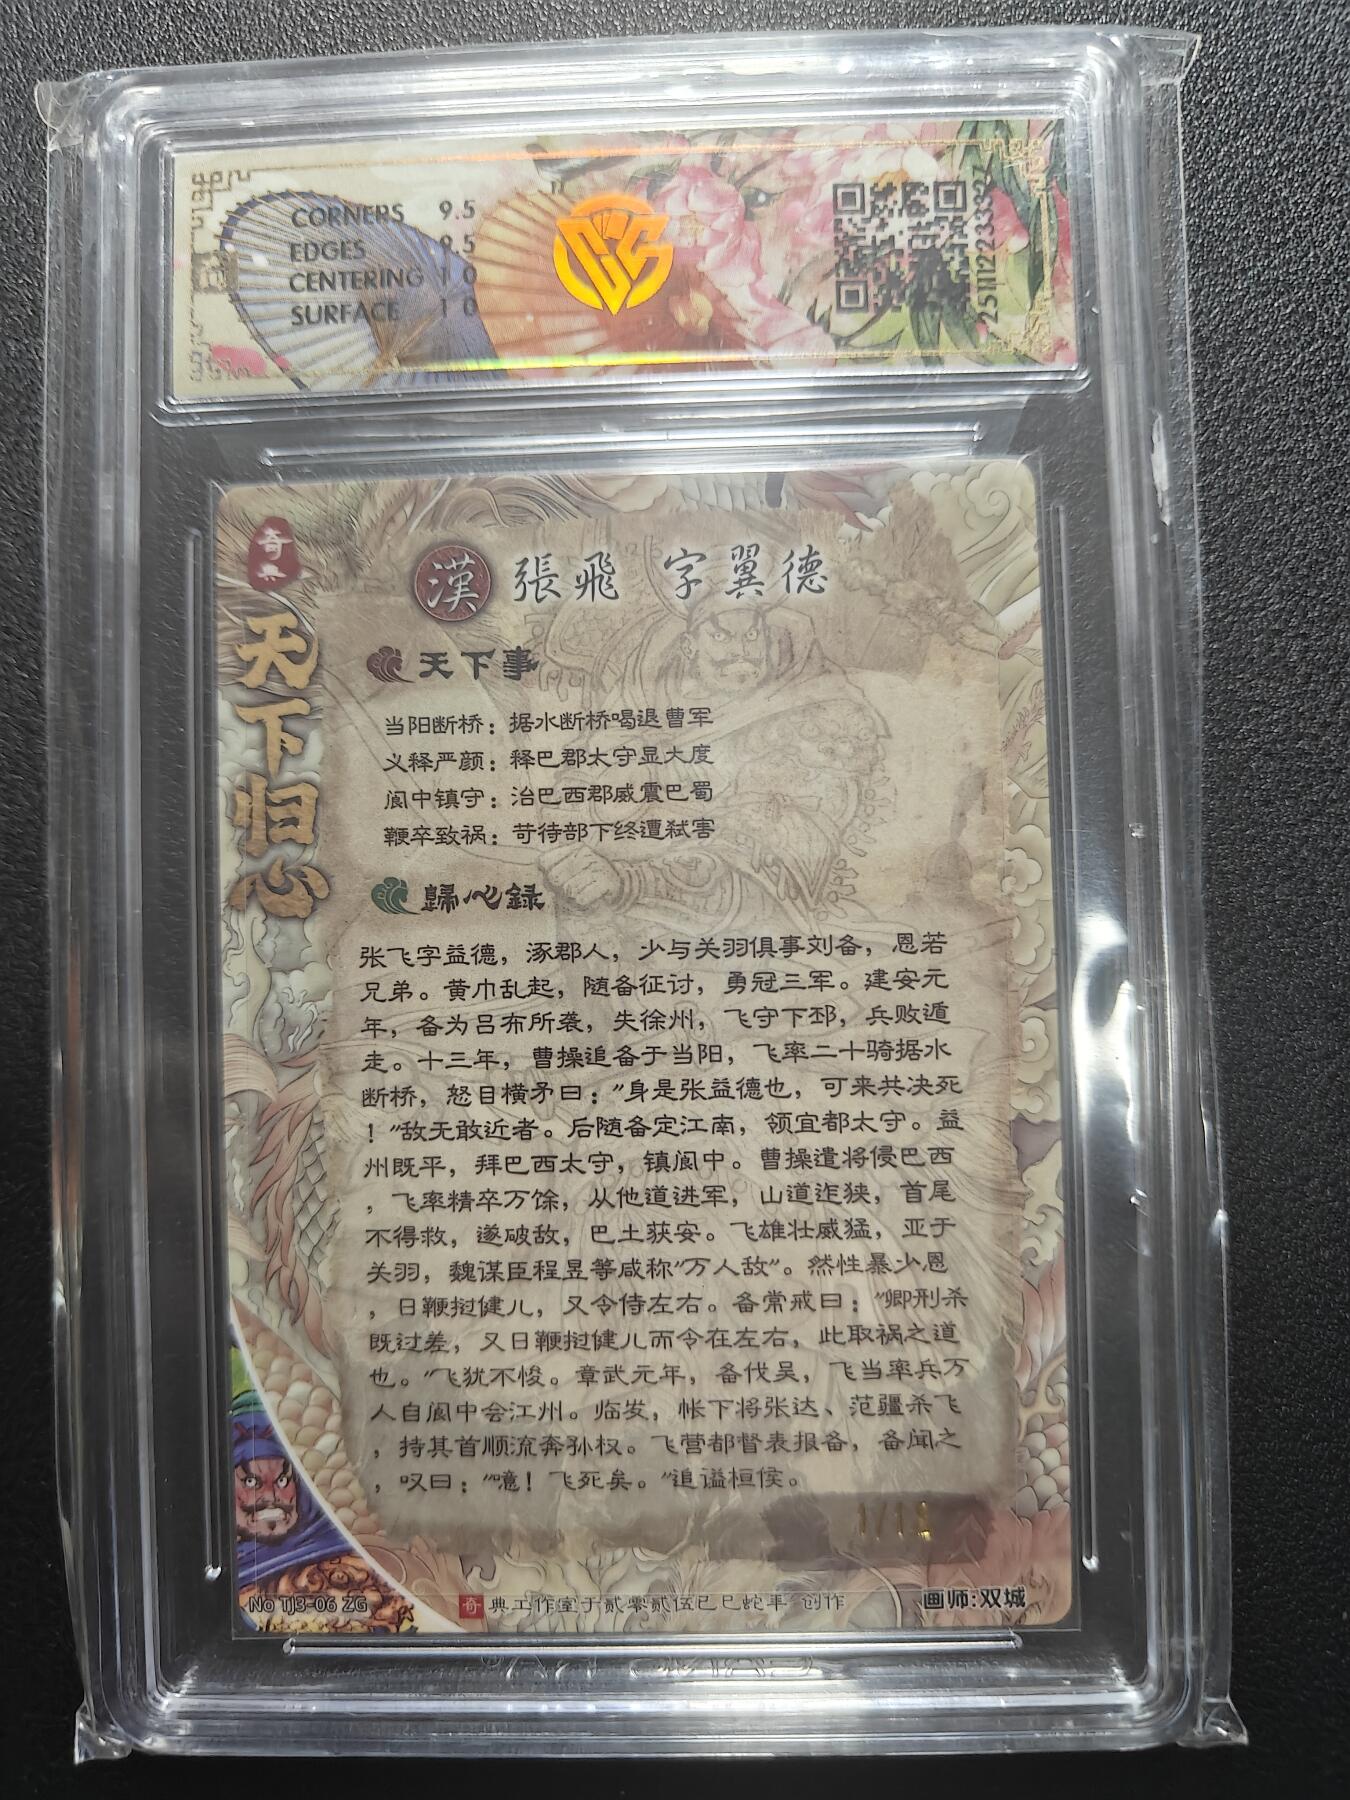 CORNERS 9.5
EDGES 9.5
CENTERING 10
SURFACE 10
奇典
天下归心
漢 張飛 字翼德
天下事
当阳断桥：据水断桥喝退曹军
义释严颜：释巴郡太守显大度
阆中镇守：治巴西郡威震巴蜀
鞭卒致祸：苛待部下终遭弑害
歸心録
张飞字益德，涿郡人，少与关羽俱事刘备，恩若
兄弟。黄巾乱起，随备征讨，勇冠三军。建安元
年，备为吕布所袭，失徐州，飞守下邳，兵败遁
走。十三年，曹操追备于当阳，飞率二十骑据水
断桥，怒目横矛曰："身是张益德也，可来共决死
！"敌无敢近者。后随备定江南，领宜都太守。益
州既平，拜巴西太守，镇阆中。曹操遣将侵巴西
，飞率精卒万馀，从他道进军，山道迮狭，首尾
不得救，遂破敌，巴土获安。飞雄壮威猛，亚于
关羽，魏谋臣程昱等咸称"万人敌"。然性暴少恩
，日鞭挝健儿，又令侍左右。备常戒曰："卿刑杀
既过差，又日鞭挝健儿而令在左右，此取祸之道
也。"飞犹不悛。章武元年，备伐吴，飞当率兵万
人自阆中会江州。临发，帐下将张达、范疆杀飞
，持其首顺流奔孙权。飞营都督表报备，备闻之
，叹曰："噫！飞死矣。"追谥桓侯。
No TJ3-06 ZG
奇典工作室于贰零贰伍乙巳蛇年 创作
画师:双城